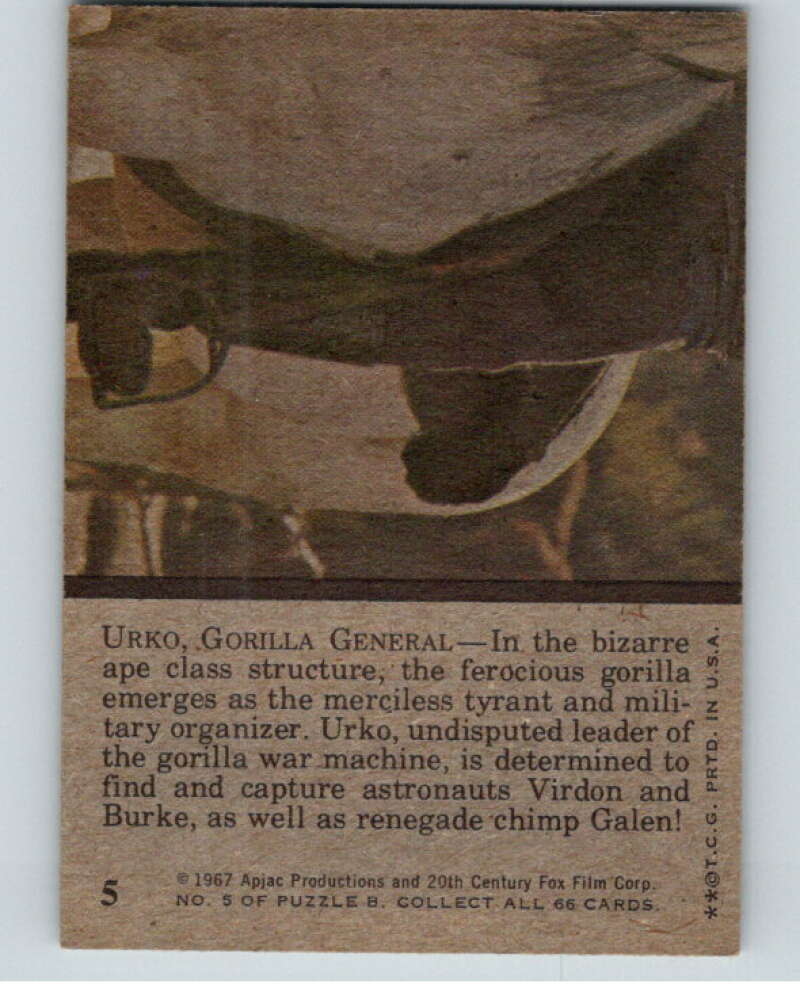 URKO, GORILLA GENERAL—In the bizarre
ape class structure, the ferocious gorilla
emerges as the merciless tyrant and mili-
tary organizer. Urko, undisputed leader of
the gorilla war machine, is determined to
find and capture astronauts Virdon and
Burke, as well as renegade chimp Galen!
5
© 1967 Apjac Productions and 20th Century Fox Film Corp.
NO. 5 OF PUZZLE B. COLLECT ALL 66 CARDS.
**©T.C.G. PRTD. IN U.S.A.